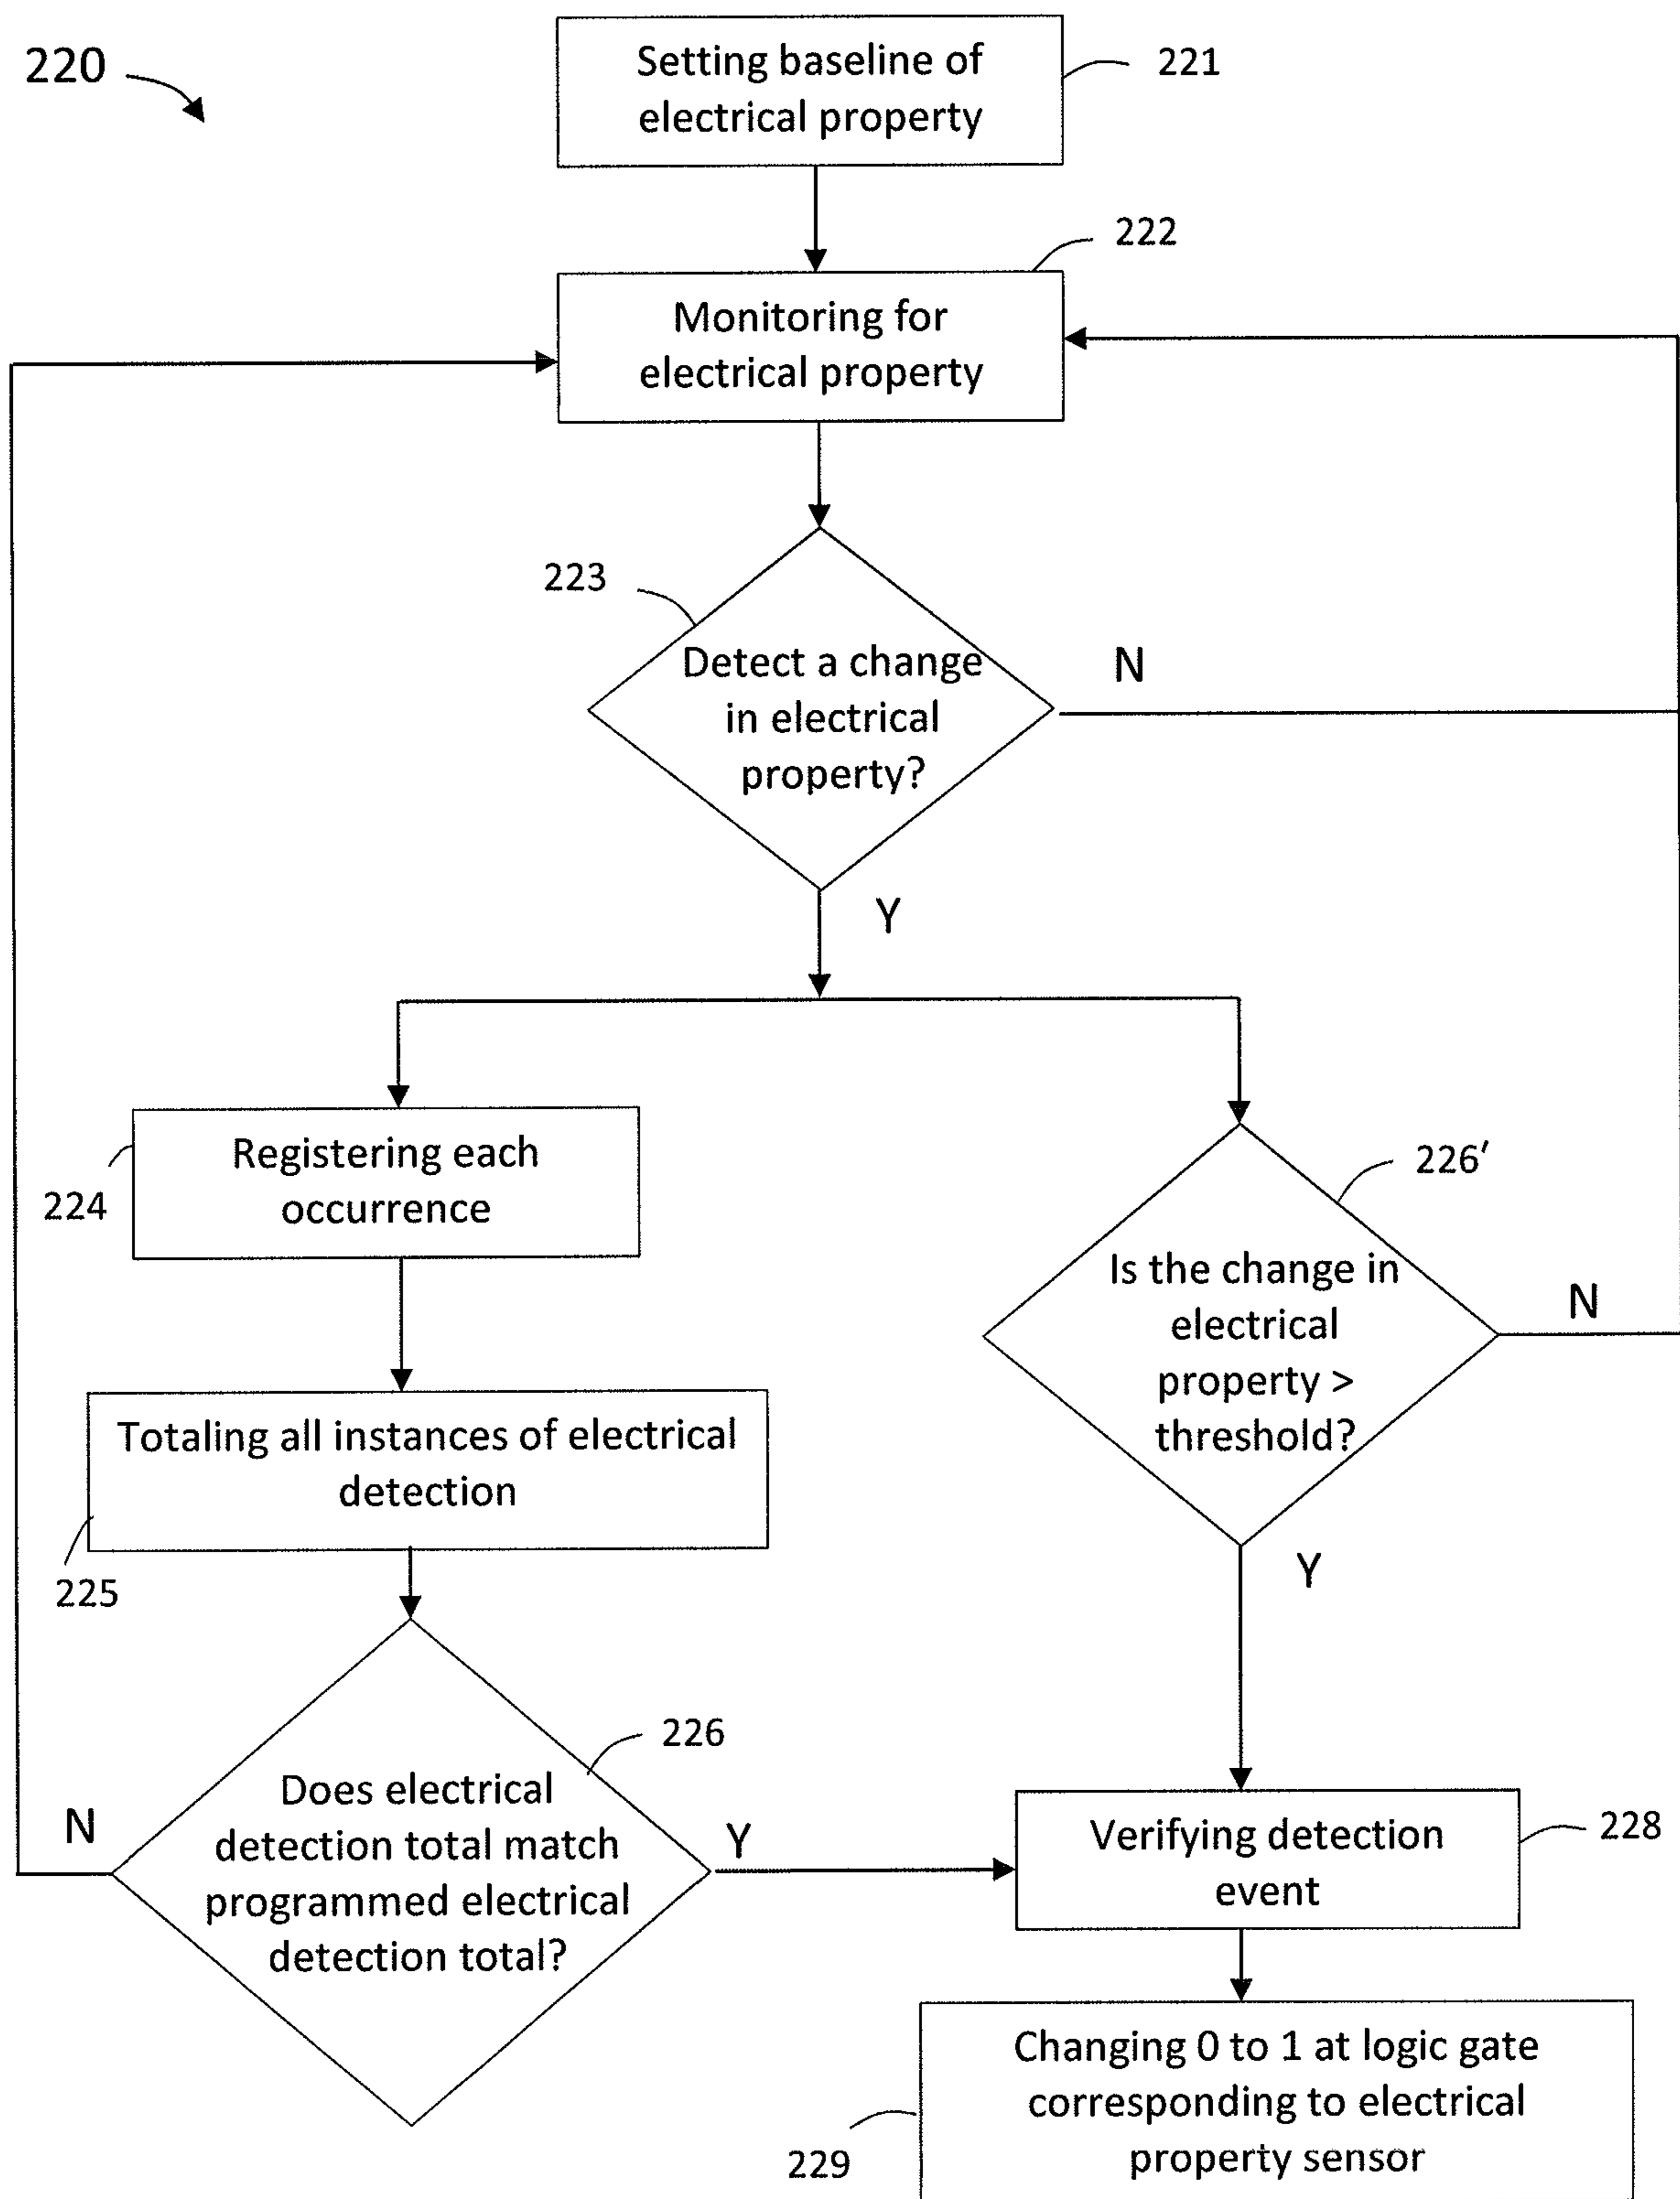 220
Setting baseline of
electrical property
221
222
Monitoring for
electrical property
223
Detect a change
in electrical
property?
N
Y
Registering each
occurrence
224
226'
Is the change in
electrical
property >
threshold?
N
Y
Totaling all instances of electrical
detection
225
226
Does electrical
detection total match
programmed electrical
detection total?
N
Y
Verifying detection
event
228
Changing 0 to 1 at logic gate
corresponding to electrical
property sensor
229